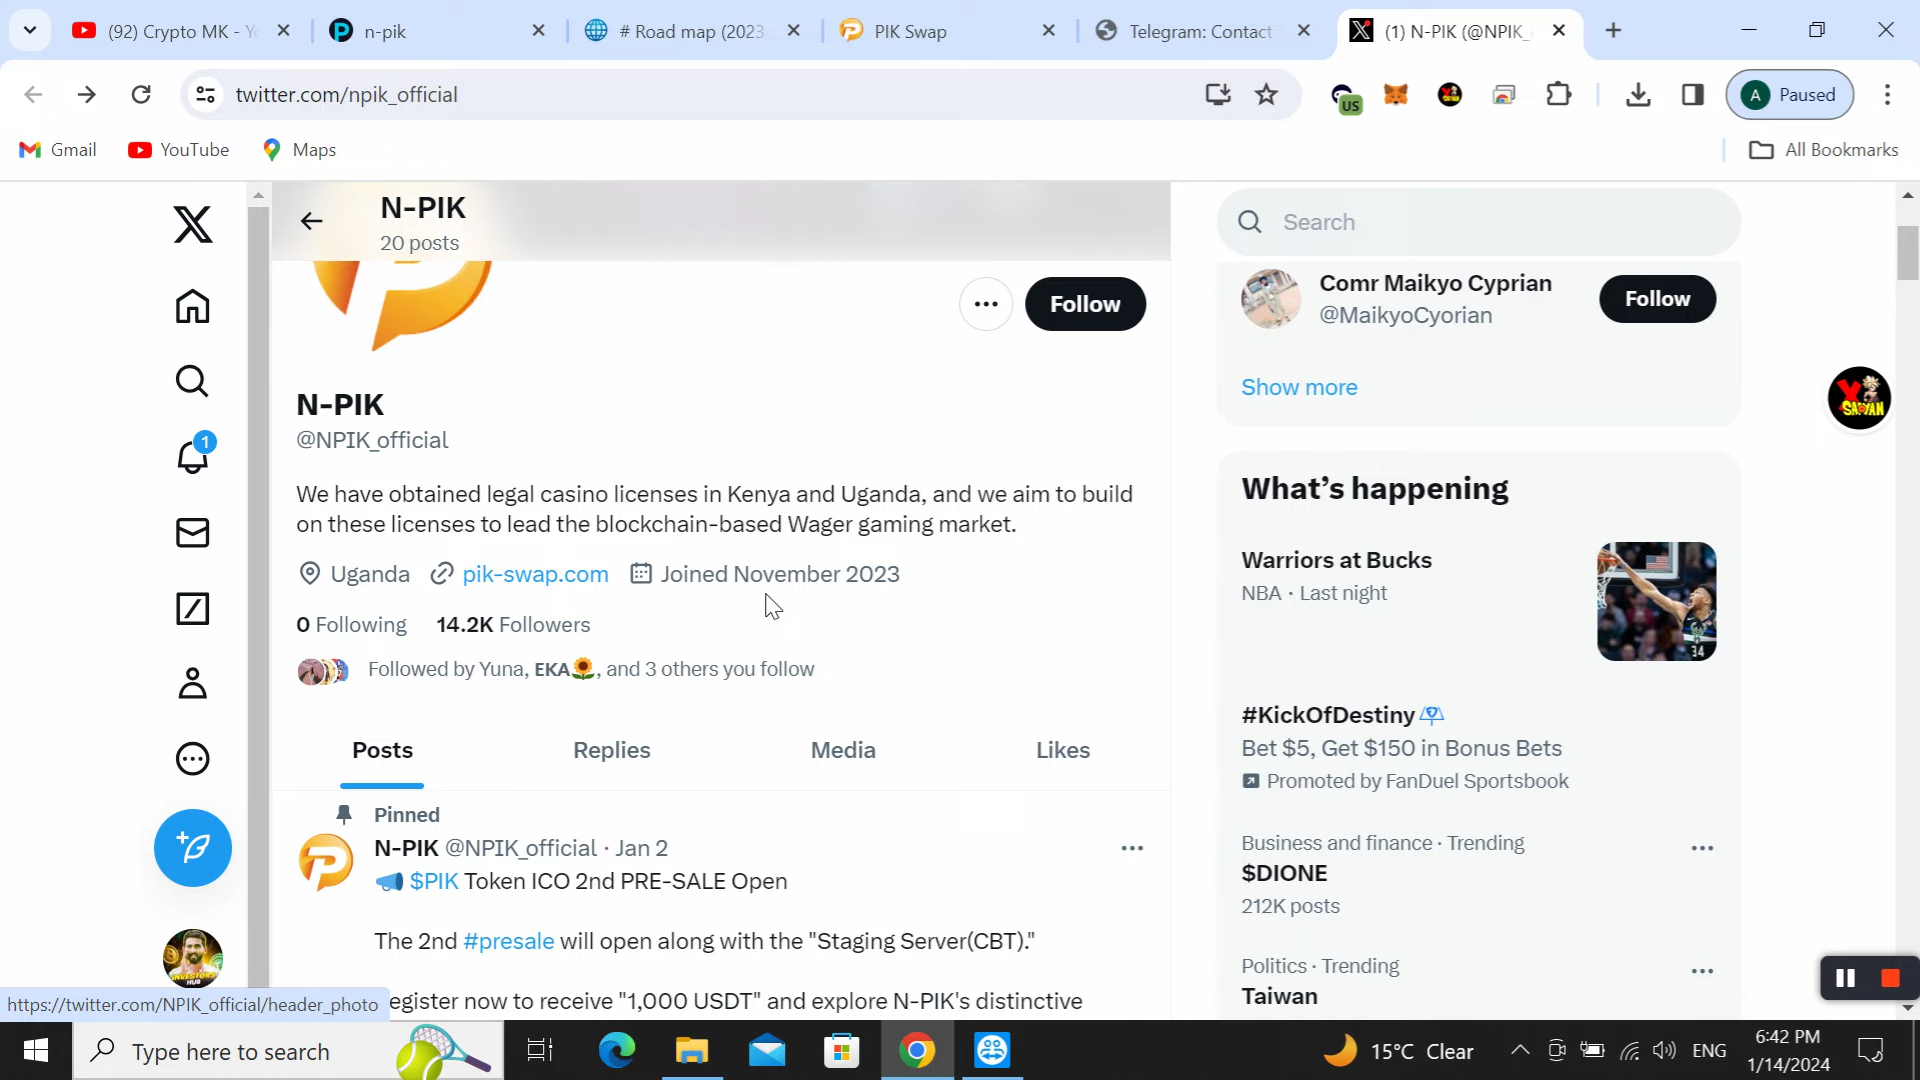 (92) Crypto MK - Yo
n-pik
# Road map (2023
PIK Swap
Telegram: Contact
(1) N-PIK (@NPIK_o
twitter.com/npik_official
US
A Paused
Gmail
YouTube
Maps
All Bookmarks
N-PIK
20 posts
Follow
N-PIK
@NPIK_official
We have obtained legal casino licenses in Kenya and Uganda, and we aim to build
on these licenses to lead the blockchain-based Wager gaming market.
Uganda pik-swap.com Joined November 2023
0 Following 14.2K Followers
Followed by Yuna, EKA🌻, and 3 others you follow
Posts Replies Media Likes
Pinned
N-PIK @NPIK_official · Jan 2
📣 $PIK Token ICO 2nd PRE-SALE Open
The 2nd #presale will open along with the "Staging Server(CBT)."
egister now to receive "1,000 USDT" and explore N-PIK's distinctive
https://twitter.com/NPIK_official/header_photo
1
Search
Comr Maikyo Cyprian
@MaikyoCyorian
Follow
Show more
What's happening
Warriors at Bucks
NBA · Last night
34
#KickOfDestiny
Bet $5, Get $150 in Bonus Bets
Promoted by FanDuel Sportsbook
Business and finance · Trending
$DIONE
212K posts
Politics · Trending
Taiwan
X
SAIYAN
INVESTORS
HUB
Type here to search
15°C Clear
ENG
6:42 PM
1/14/2024